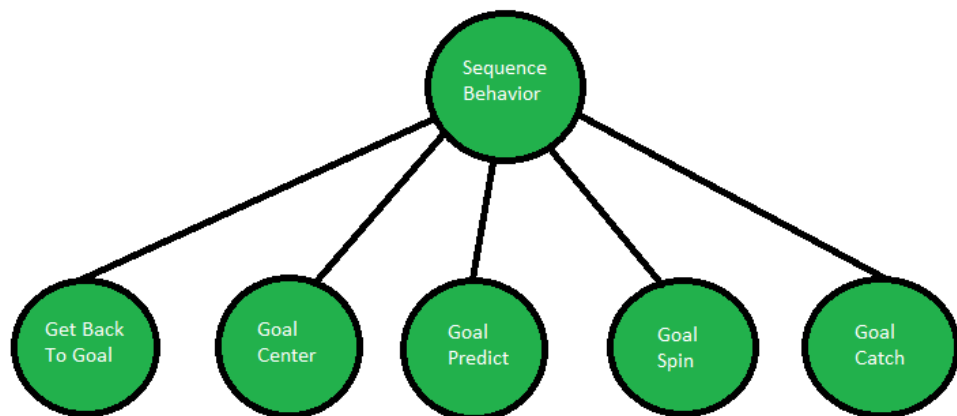 Sequence
Behavior
Get Back
To Goal
Goal
Center
Goal
Predict
Goal
Spin
Goal
Catch